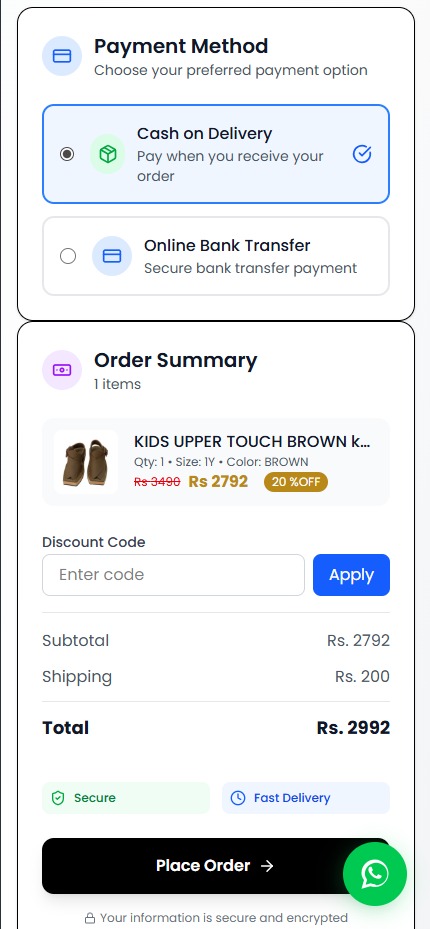 Payment Method
Choose your preferred payment option
Cash on Delivery
Pay when you receive your
order
Online Bank Transfer
Secure bank transfer payment
Order Summary
1 items
KIDS UPPER TOUCH BROWN k...
Qty: 1 • Size: 1Y • Color: BROWN
Rs 3490 Rs 2792 20 %OFF
Discount Code
Enter code Apply
Subtotal Rs. 2792
Shipping Rs. 200
Total Rs. 2992
Secure Fast Delivery
Place Order →
Your information is secure and encrypted